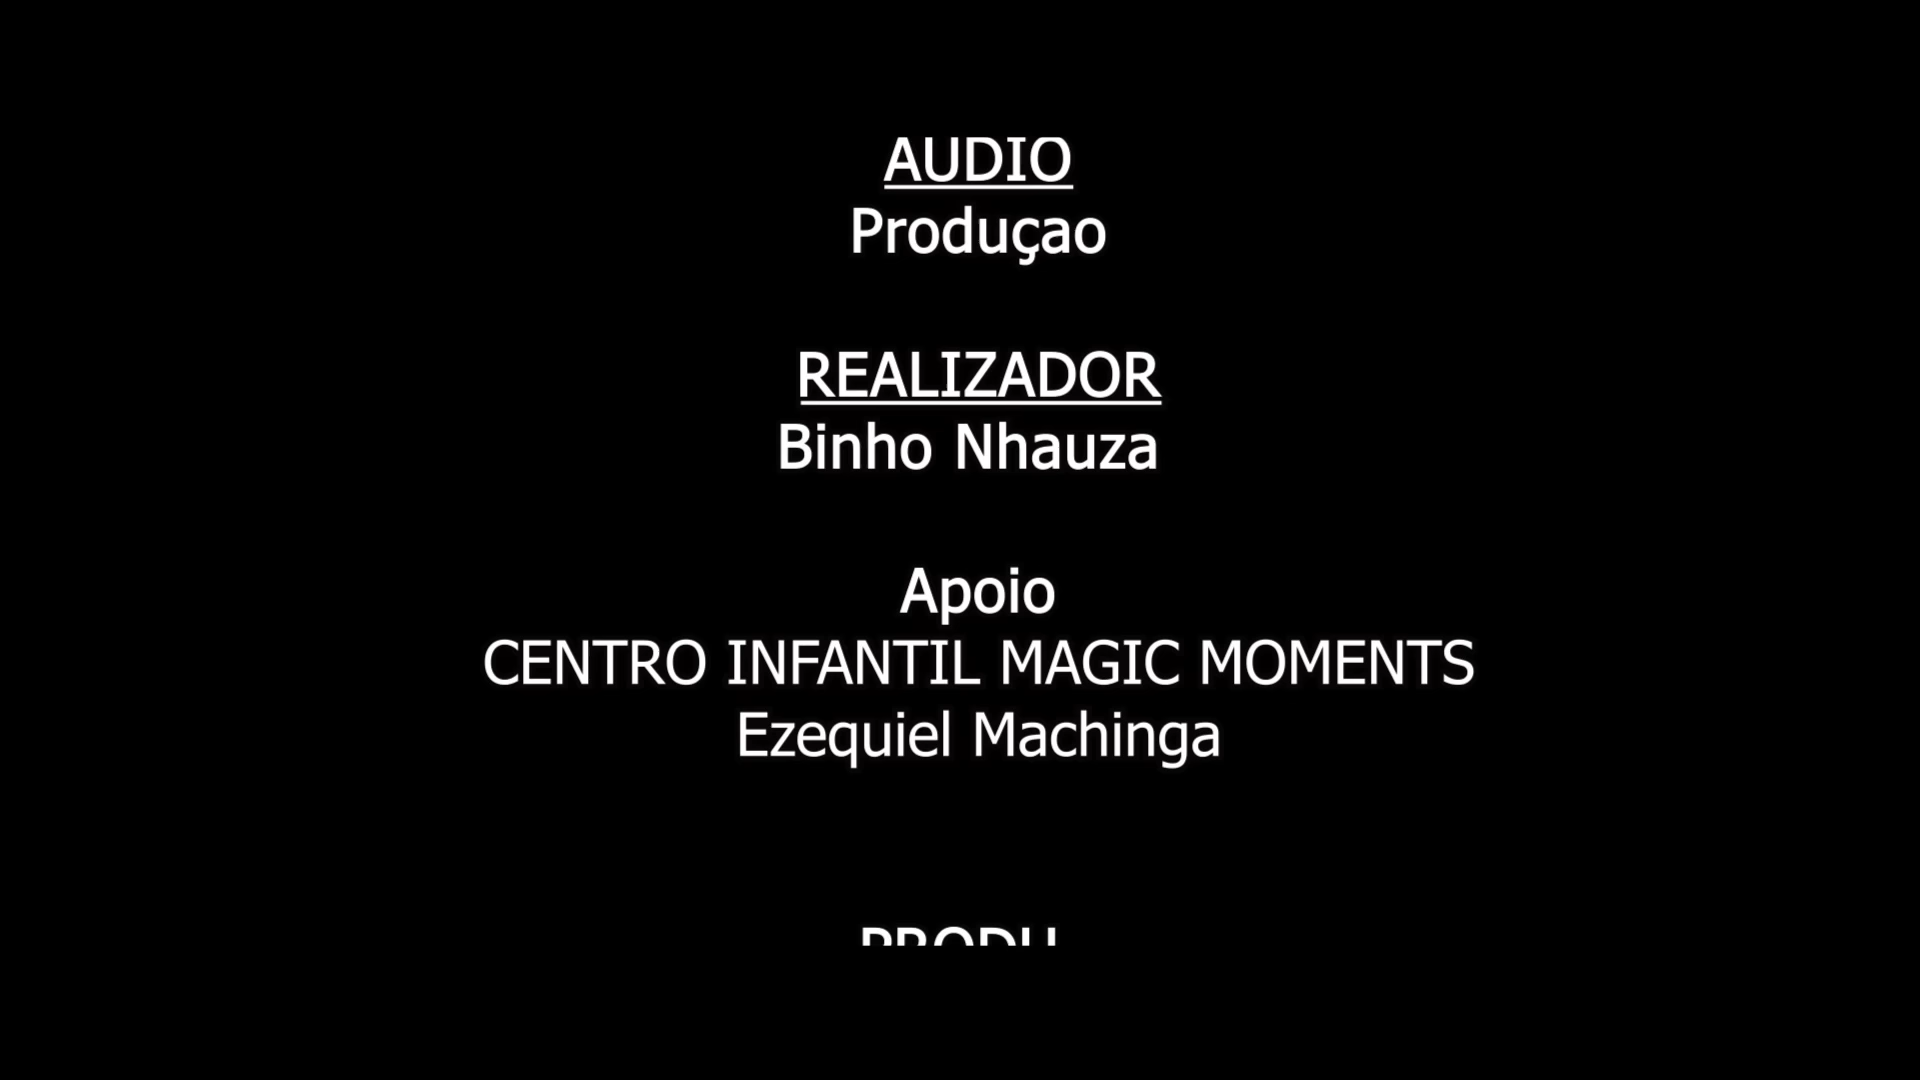 AUDIO
Produçao
REALIZADOR
Binho Nhauza
Apoio
CENTRO INFANTIL MAGIC MOMENTS
Ezequiel Machinga